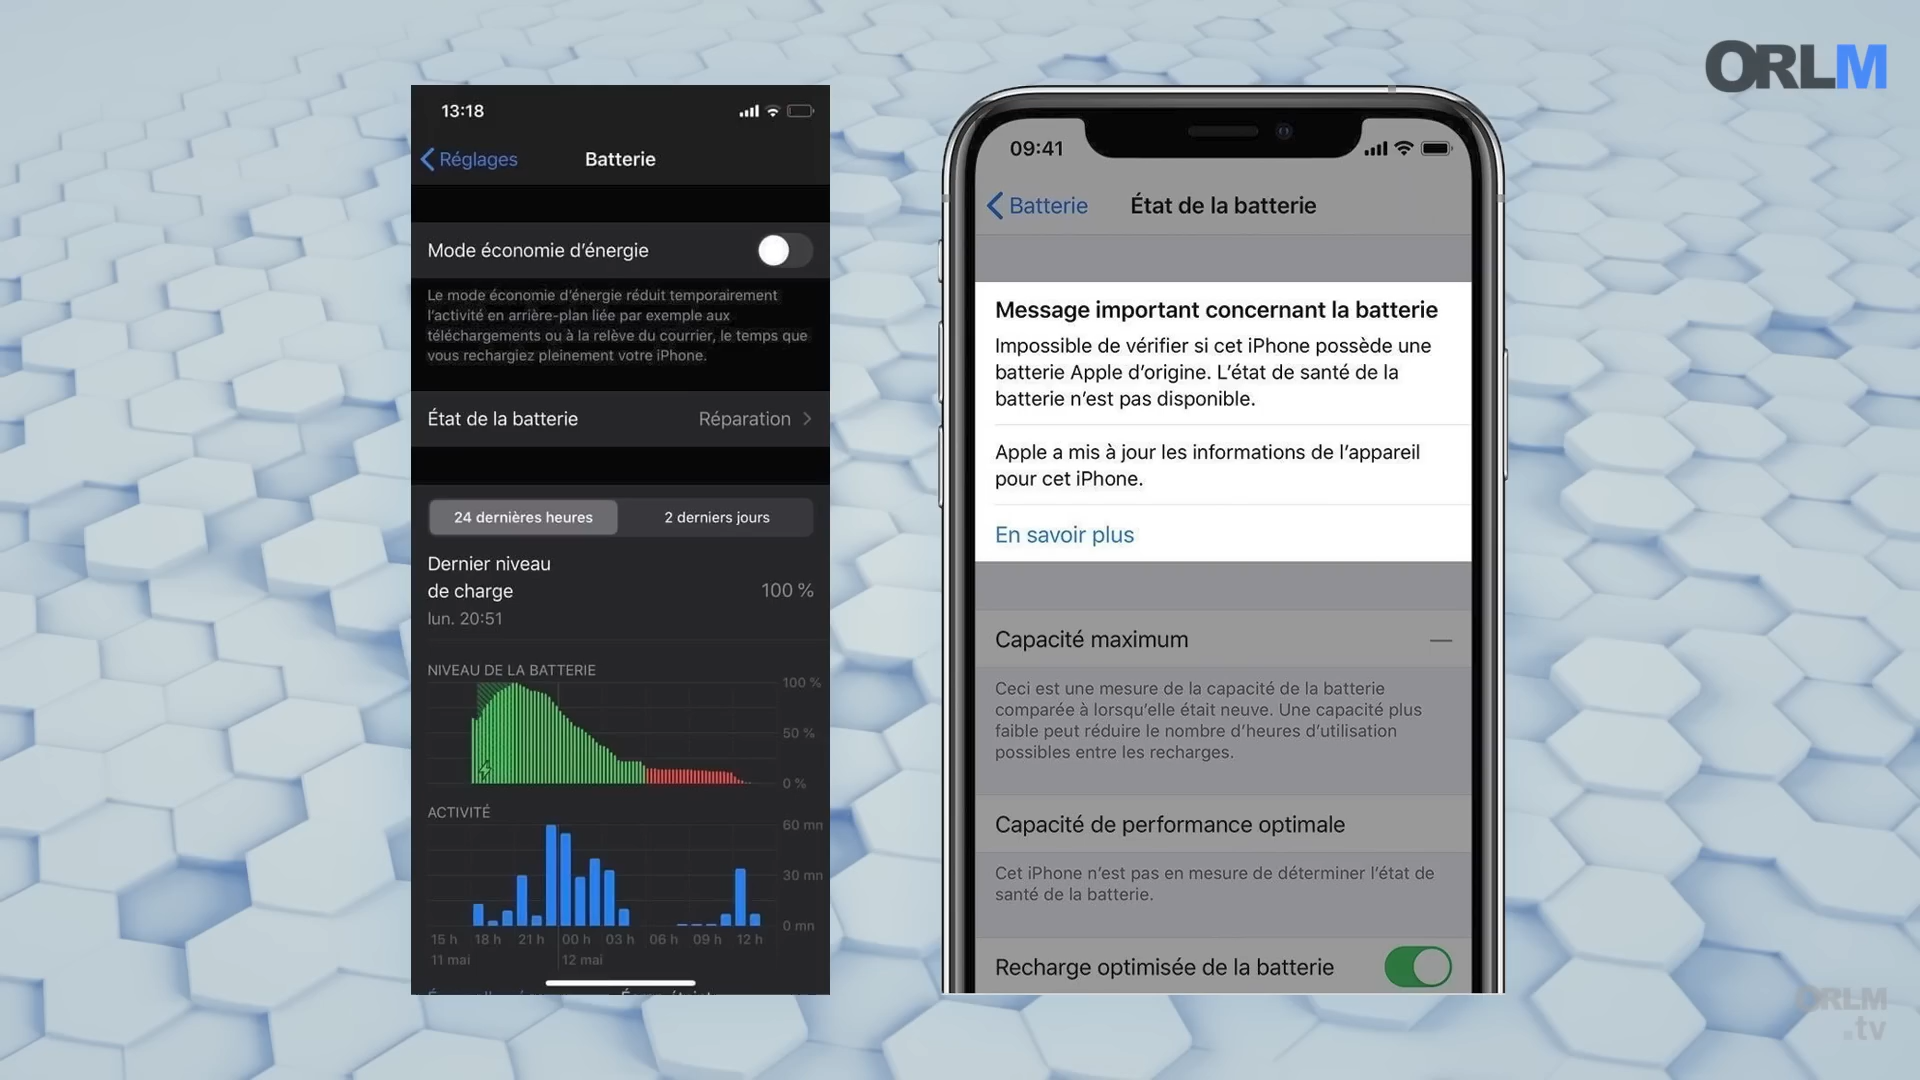 ORLM
13:18
Réglages
Batterie
Mode économie d'énergie
Le mode économie d'énergie réduit temporairement
l'activité en arrière-plan liée par exemple aux
téléchargements ou à la relève du courrier, le temps que
vous rechargiez pleinement votre iPhone.
État de la batterie
Réparation
24 dernières heures
2 derniers jours
Dernier niveau
de charge
100 %
lun. 20:51
NIVEAU DE LA BATTERIE
100 %
50 %
0 %
ACTIVITÉ
60 mn
30 mn
0 mn
15 h 18 h 21 h 00 h 03 h 06 h 09 h 12 h
11 mai 12 mai
09:41
Batterie
État de la batterie
Message important concernant la batterie
Impossible de vérifier si cet iPhone possède une
batterie Apple d'origine. L'état de santé de la
batterie n'est pas disponible.
Apple a mis à jour les informations de l'appareil
pour cet iPhone.
En savoir plus
Capacité maximum —
Ceci est une mesure de la capacité de la batterie
comparée à lorsqu'elle était neuve. Une capacité plus
faible peut réduire le nombre d'heures d'utilisation
possibles entre les recharges.
Capacité de performance optimale
Cet iPhone n'est pas en mesure de déterminer l'état de
santé de la batterie.
Recharge optimisée de la batterie
ORLM
.tv